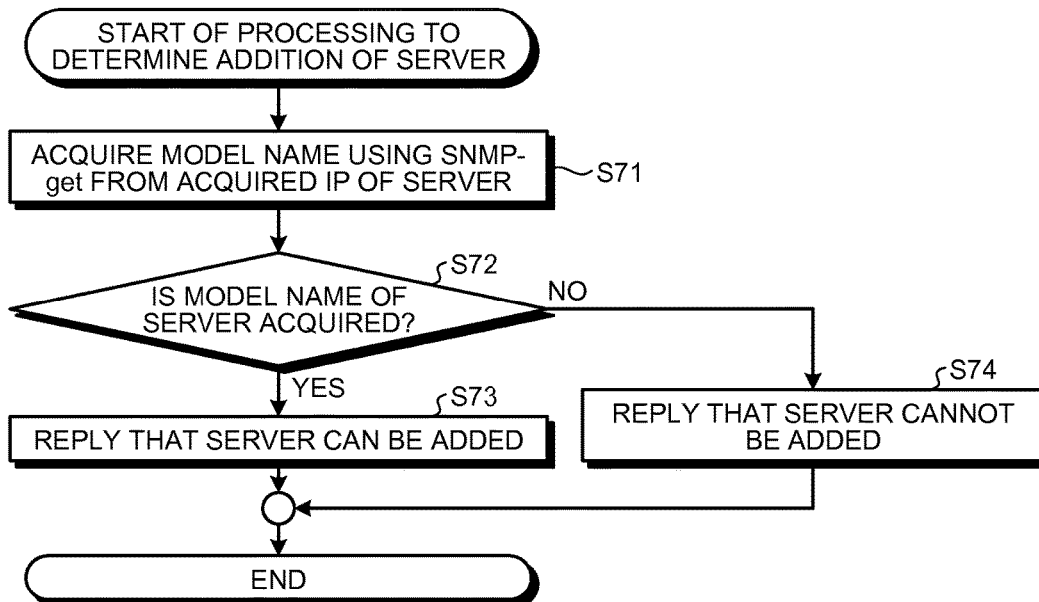 START OF PROCESSING TO
DETERMINE ADDITION OF SERVER
ACQUIRE MODEL NAME USING SNMP-
get FROM ACQUIRED IP OF SERVER
S71
S72
IS MODEL NAME OF
SERVER ACQUIRED?
NO
YES
S73
REPLY THAT SERVER CAN BE ADDED
S74
REPLY THAT SERVER CANNOT
BE ADDED
END